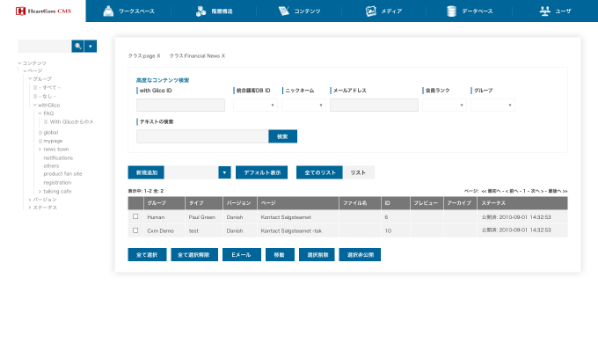 HeartCore CMS
ワークスペース
階層構造
コンテンツ
メディア
データベース
ユーザ
クラス:page X クラス:Financial News X
コンテンツ
ページ
グループ
- すべて -
- なし -
withGlico
FAQ
With Glicoからのメ
global
mypage
news town
notifications
others
product fan site
registration
talking cafe
バージョン
ステータス
高度なコンテンツ検索
with Glico ID
統合顧客DB ID
ニックネーム
メールアドレス
会員ランク
グループ
テキストの検索
検索
新規追加
デフォルト表示
全てのリスト
リスト
表示中: 1-2 全: 2
ページ: << 最初へ - < 前へ - 1 - 次へ > - 最後へ >>
グループ タイプ バージョン ページ ファイル名 ID プレビュー アーカイブ ステータス
Human Paul Green Danish Kontact Salgsteamet 6 公開済: 2010-09-01 14:32:53
Cxm Demo test Danish Kontact Salgsteamet -tsk 10 公開済: 2010-09-01 14:32:53
全て選択
全て選択解除
Eメール
移動
選択削除
選択非公開